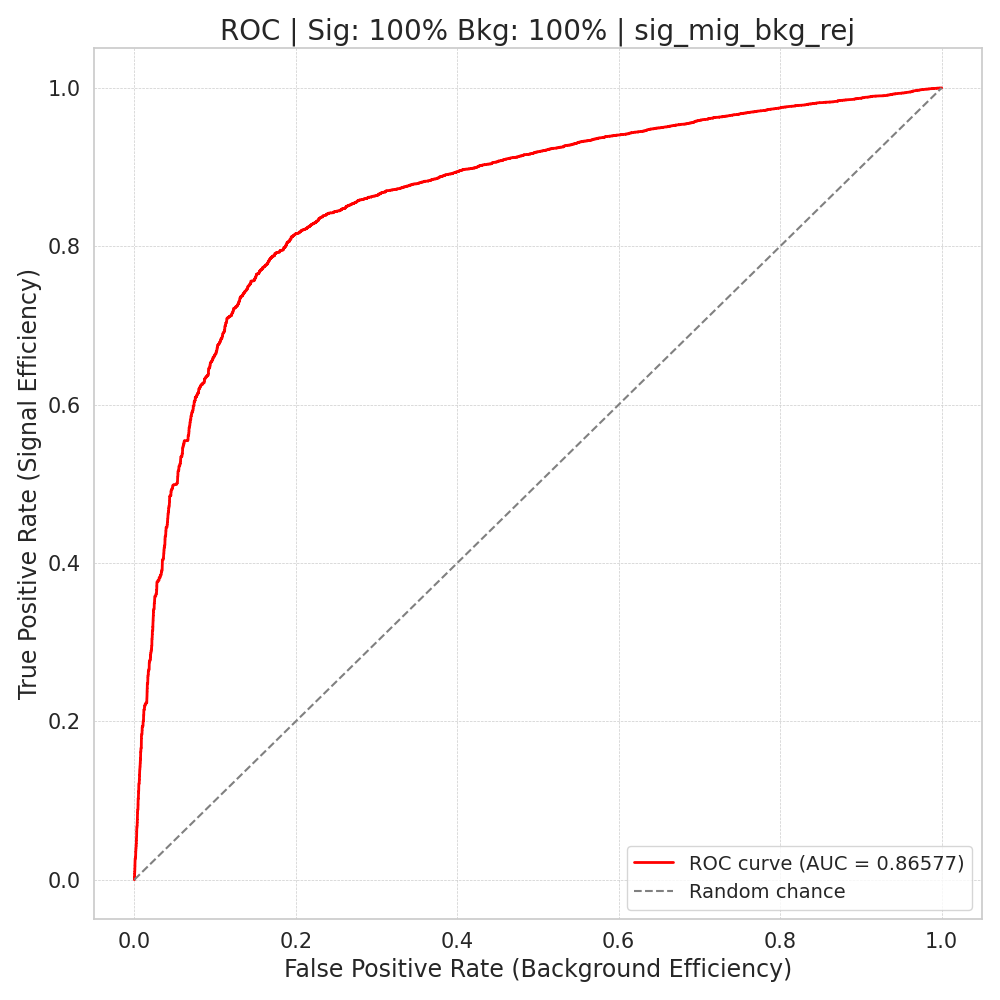 ROC | Sig: 100% Bkg: 100% | sig_mig_bkg_rej
True Positive Rate (Signal Efficiency)
1.0
0.8
0.6
0.4
0.2
0.0
ROC curve (AUC = 0.86577)
Random chance
0.0 0.2 0.4 0.6 0.8 1.0
False Positive Rate (Background Efficiency)